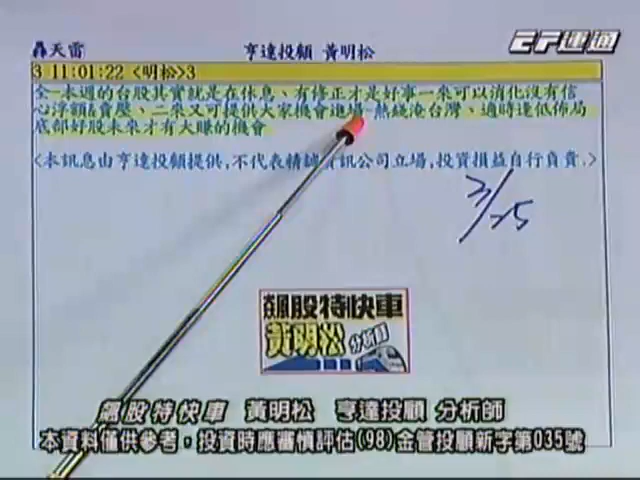 天雷
亨達投顧 黃明松
EF運通
3 11:01:22 <明松>3
全-本週的台股其實就是在休息、有修正才是好事一來可以消化沒有信
心浮額&賣壓、二來又可提供大家機會進場-熱錢淹台灣、適時逢低佈局
底部好股未來才有大賺的機會
<本訊息由亨達投顧提供,不代表精誠資訊公司立場,投資損益自行負責.>
3/25
飆股特快車
黃明松 分析師
飆股特快車 黃明松 亨達投顧 分析師
本資料僅供參考，投資時應審慎評估(98)金管投顧新字第035號